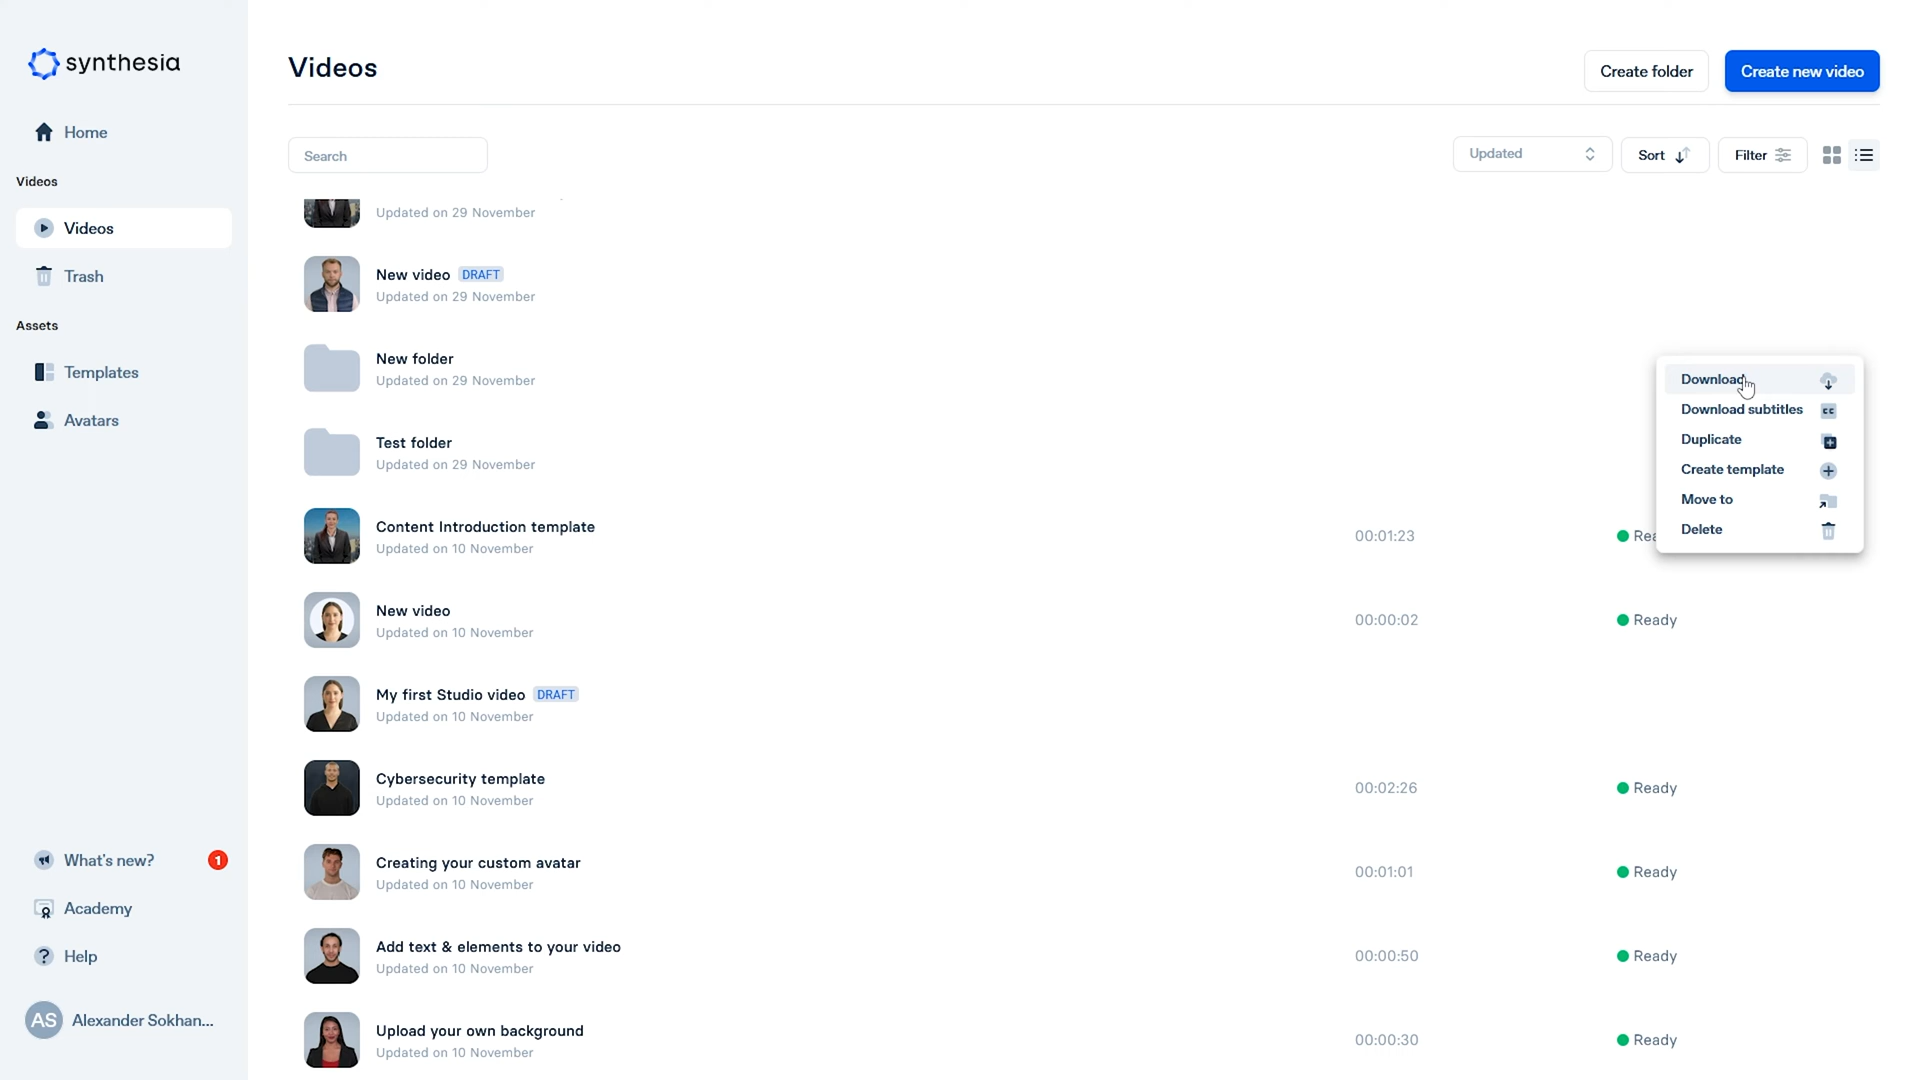 synthesia
Home
Videos
Videos
Trash
Assets
Templates
Avatars
What's new?
1
Academy
? Help
AS Alexander Sokhan...
Videos
Create folder
Create new video
Search
Updated
Sort
Filter
Updated on 29 November
New video DRAFT
Updated on 29 November
New folder
Updated on 29 November
Test folder
Updated on 29 November
Content Introduction template
Updated on 10 November
00:01:23
New video
Updated on 10 November
00:00:02
Ready
My first Studio video DRAFT
Updated on 10 November
Cybersecurity template
Updated on 10 November
00:02:26
Ready
Creating your custom avatar
Updated on 10 November
00:01:01
Ready
Add text & elements to your video
Updated on 10 November
00:00:50
Ready
Upload your own background
Updated on 10 November
00:00:30
Ready
Download
Download subtitles
CC
Duplicate
Create template
Move to
Delete